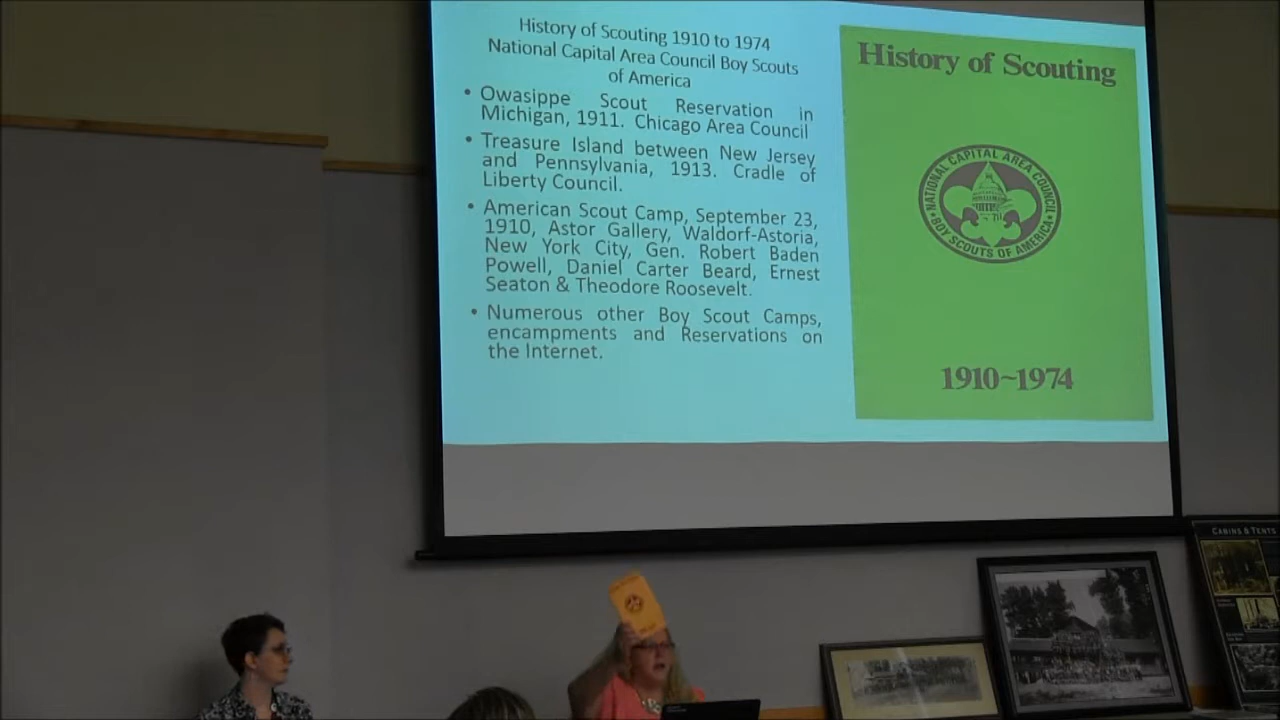 History of Scouting 1910 to 1974
National Capital Area Council Boy Scouts
of America
• Owasippe Scout Reservation in
Michigan, 1911. Chicago Area Council
• Treasure Island between New Jersey
and Pennsylvania, 1913. Cradle of
Liberty Council.
• American Scout Camp, September 23,
1910, Astor Gallery, Waldorf-Astoria,
New York City, Gen. Robert Baden
Powell, Daniel Carter Beard, Ernest
Seaton & Theodore Roosevelt.
• Numerous other Boy Scout Camps,
encampments and Reservations on
the Internet.
History of Scouting
NATIONAL CAPITAL AREA COUNCIL
BOY SCOUTS OF AMERICA
1910~1974
CABINS & TENTS